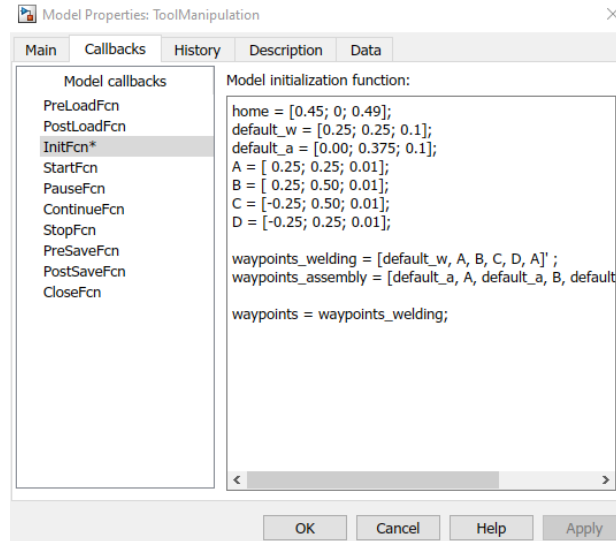 Model Properties: ToolManipulation
Main Callbacks History Description Data
Model callbacks
PreLoadFcn
PostLoadFcn
InitFcn*
StartFcn
PauseFcn
ContinueFcn
StopFcn
PreSaveFcn
PostSaveFcn
CloseFcn
Model initialization function:
home = [0.45; 0; 0.49];
default_w = [0.25; 0.25; 0.1];
default_a = [0.00; 0.375; 0.1];
A = [ 0.25; 0.25; 0.01];
B = [ 0.25; 0.50; 0.01];
C = [-0.25; 0.50; 0.01];
D = [-0.25; 0.25; 0.01];
waypoints_welding = [default_w, A, B, C, D, A]' ;
waypoints_assembly = [default_a, A, default_a, B, default
waypoints = waypoints_welding;
OK Cancel Help Apply